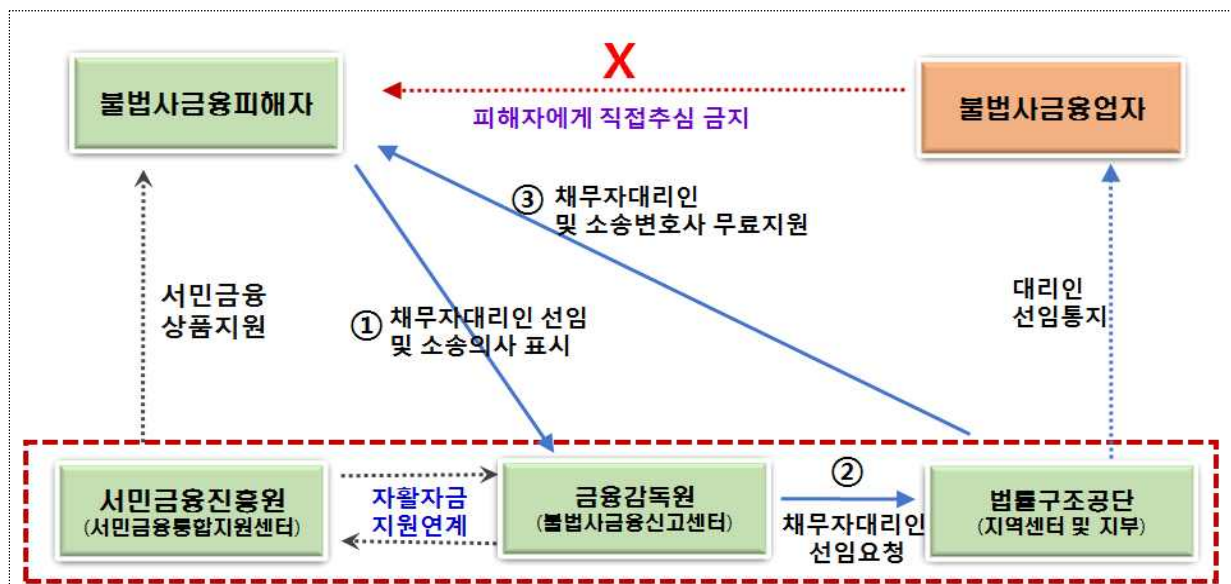 X
불법사금융피해자
불법사금융업자
피해자에게 직접추심 금지
③ 채무자대리인
및 소송변호사 무료지원
서민금융
상품지원
① 채무자대리인 선임
및 소송의사 표시
대리인
선임통지
서민금융진흥원
(서민금융통합지원센터)
자활자금
지원연계
금융감독원
(불법사금융신고센터)
②
채무자대리인
선임요청
법률구조공단
(지역센터 및 지부)